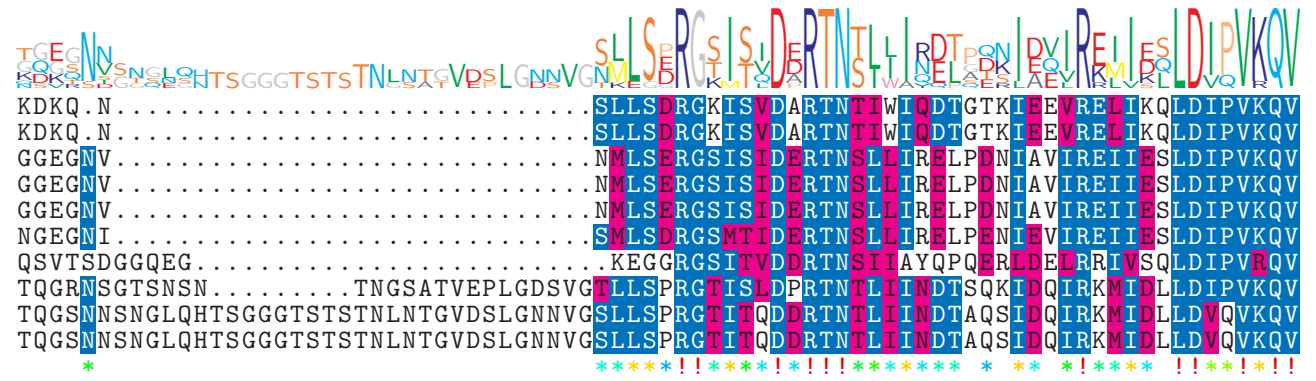 KDKQ.N..............................SLLSDRGKISVDARTNTIWIQDTGTKIEEVRELIKQLDIPVKQV
KDKQ.N..............................SLLSDRGKISVDARTNTIWIQDTGTKIEEVRELIKQLDIPVKQV
GGEGNV..............................NMLSERGSISIDERTNSLLIRELPDNIAVIREIIESLDIPVKQV
GGEGNV..............................NMLSERGSISIDERTNSLLIRELPDNIAVIREIIESLDIPVKQV
GGEGNV..............................NMLSERGSISIDERTNSLLIRELPDNIAVIREIIESLDIPVKQV
NGEGNI..............................SMLSDRGSMTIDERTNSLLIRELPENIEVIREIIESLDIPVKQV
QSVTSDGGQEG..........................KEGGRGSITVDDRTNSIIAYQPQERLDELRRIVSQLDIPVRQV
TQGRNSGTSNSN.........TNGSATVEPLGDSVGTLLSPRGTISLDPRTNTLIINDTSQKIDQIRKMIDLLDIPVKQV
TQGSNNSNGLQHTSGGGTSTSTNLNTGVDSLGNNVGSLLSPRGTITQDDRTNTLIINDTAQSIDQIRKMIDLLDVQVKQV
TQGSNNSNGLQHTSGGGTSTSTNLNTGVDSLGNNVGSLLSPRGTITQDDRTNTLIINDTAQSIDQIRKMIDLLDVQVKQV
* *****!!****!*!!!******* * ** *!**** !!**!*!!